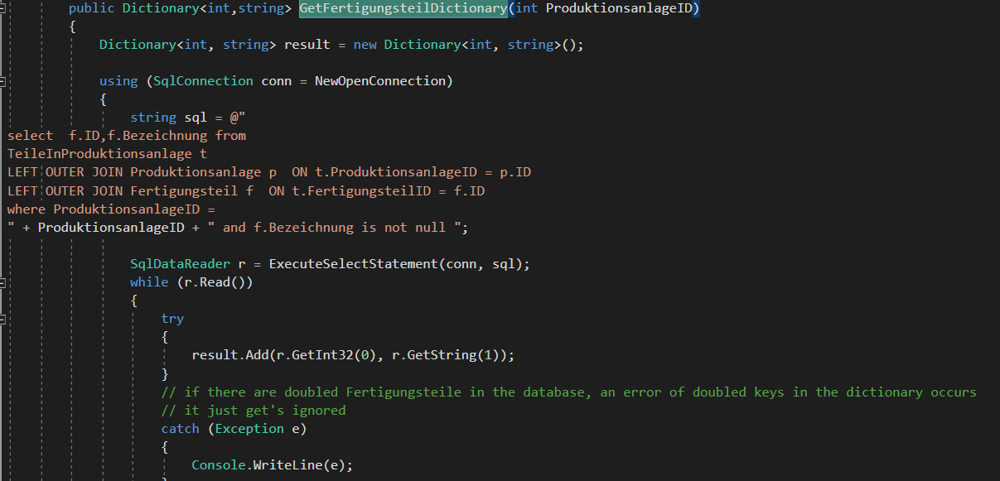 public Dictionary<int,string> GetFertigungsteilDictionary(int ProduktionsanlageID)
{
Dictionary<int, string> result = new Dictionary<int, string>();
using (SqlConnection conn = NewOpenConnection)
{
string sql = @"
select  f.ID,f.Bezeichnung from
TeileInProduktionsanlage t
LEFT OUTER JOIN Produktionsanlage p  ON t.ProduktionsanlageID = p.ID
LEFT OUTER JOIN Fertigungsteil f  ON t.FertigungsteilID = f.ID
where ProduktionsanlageID =
" + ProduktionsanlageID + " and f.Bezeichnung is not null ";
SqlDataReader r = ExecuteSelectStatement(conn, sql);
while (r.Read())
{
try
{
result.Add(r.GetInt32(0), r.GetString(1));
}
// if there are doubled Fertigungsteile in the database, an error of doubled keys in the dictionary occurs
// it just get's ignored
catch (Exception e)
{
Console.WriteLine(e);
}